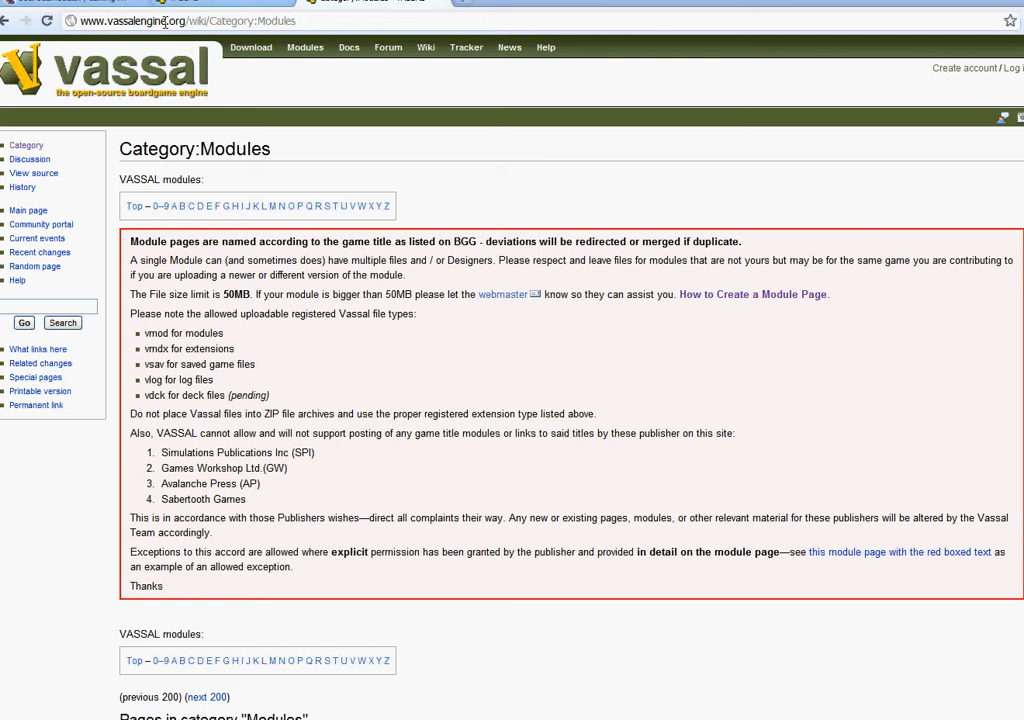 www.vassalengine.org/wiki/Category:Modules
Download Modules Docs Forum Wiki Tracker News Help
vassal
the open-source boardgame engine
Create account / Log i
Category
Discussion
View source
History
Main page
Community portal
Current events
Recent changes
Random page
Help
Go Search
What links here
Related changes
Special pages
Printable version
Permanent link
Category:Modules
VASSAL modules:
Top – 0–9 A B C D E F G H I J K L M N O P Q R S T U V W X Y Z
Module pages are named according to the game title as listed on BGG - deviations will be redirected or merged if duplicate.
A single Module can (and sometimes does) have multiple files and / or Designers. Please respect and leave files for modules that are not yours but may be for the same game you are contributing to
if you are uploading a newer or different version of the module.
The File size limit is 50MB. If your module is bigger than 50MB please let the webmaster know so they can assist you. How to Create a Module Page.
Please note the allowed uploadable registered Vassal file types:
vmod for modules
vmdx for extensions
vsav for saved game files
vlog for log files
vdck for deck files (pending)
Do not place Vassal files into ZIP file archives and use the proper registered extension type listed above.
Also, VASSAL cannot allow and will not support posting of any game title modules or links to said titles by these publisher on this site:
1. Simulations Publications Inc (SPI)
2. Games Workshop Ltd.(GW)
3. Avalanche Press (AP)
4. Sabertooth Games
This is in accordance with those Publishers wishes—direct all complaints their way. Any new or existing pages, modules, or other relevant material for these publishers will be altered by the Vassal
Team accordingly.
Exceptions to this accord are allowed where explicit permission has been granted by the publisher and provided in detail on the module page—see this module page with the red boxed text as
an example of an allowed exception.
Thanks
VASSAL modules:
Top – 0–9 A B C D E F G H I J K L M N O P Q R S T U V W X Y Z
(previous 200) (next 200)
Pages in category "Modules"